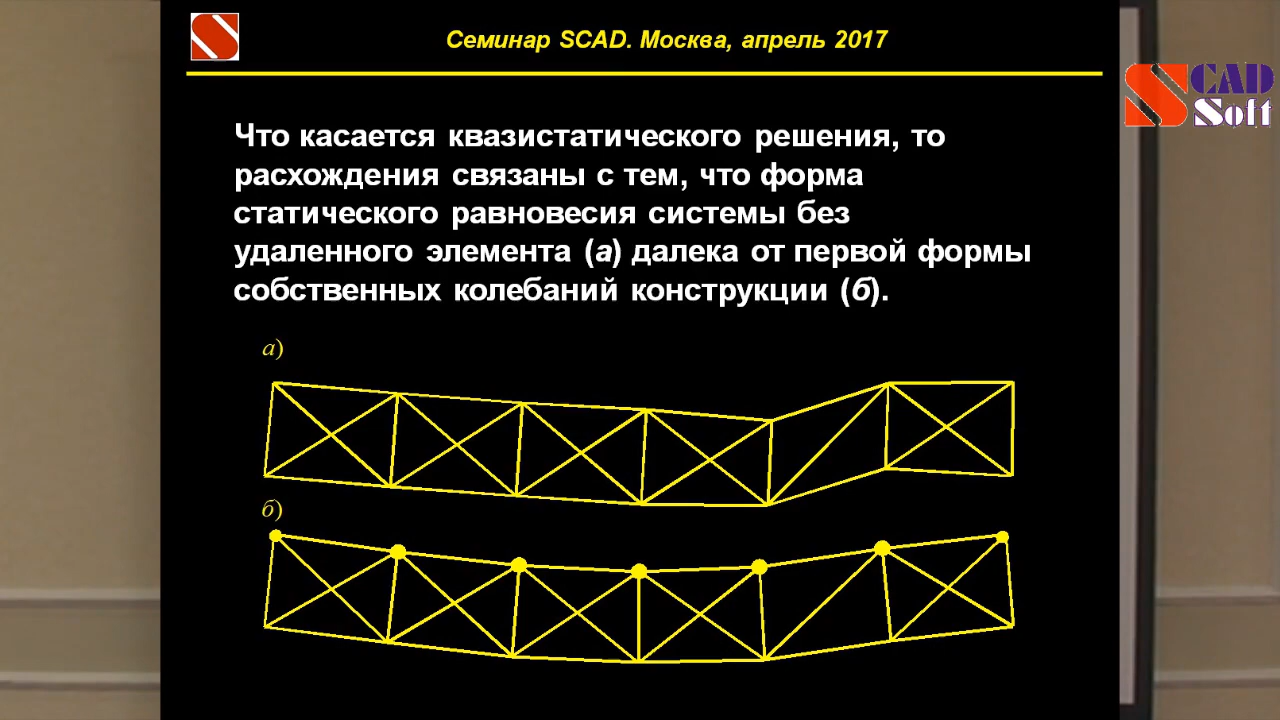 Семинар SCAD. Москва, апрель 2017
SCAD
Soft
Что касается квазистатического решения, то
расхождения связаны с тем, что форма
статического равновесия системы без
удаленного элемента (а) далека от первой формы
собственных колебаний конструкции (б).
а)
б)